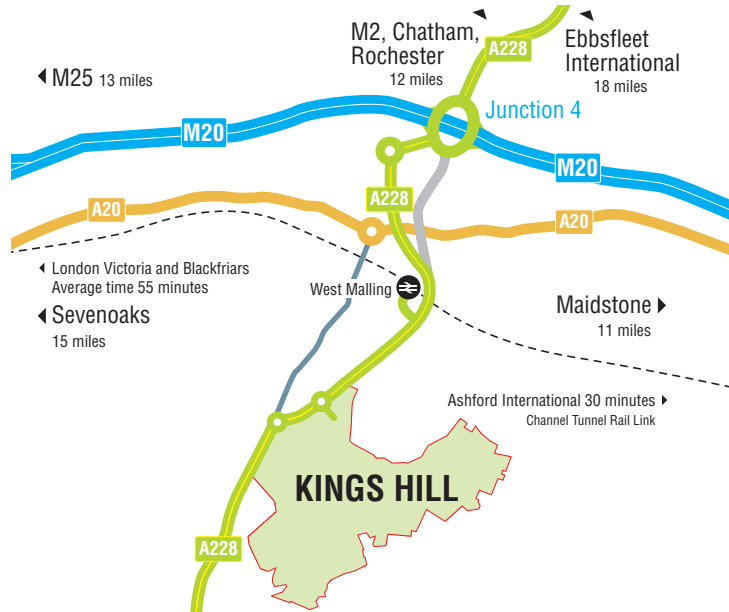 M2, Chatham,
Rochester
12 miles
A228
Ebbsfleet
International
18 miles
M25 13 miles
Junction 4
M20
M20
A228
A20
A20
London Victoria and Blackfriars
Average time 55 minutes
West Malling
Sevenoaks
15 miles
Maidstone
11 miles
Ashford International 30 minutes
Channel Tunnel Rail Link
KINGS HILL
A228